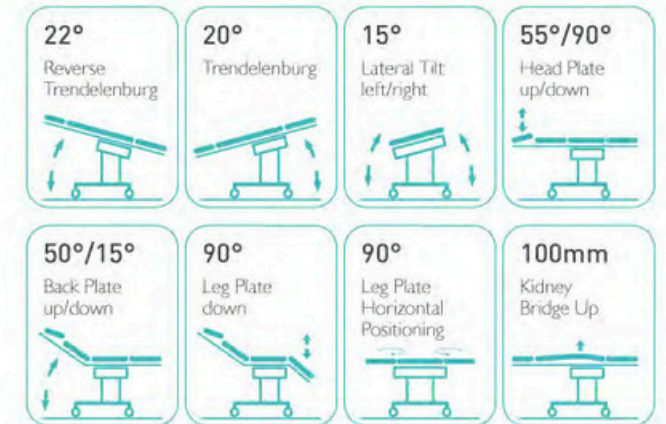 22°
Reverse
Trendelenburg
20°
Trendelenburg
15°
Lateral Tilt
left/right
55°/90°
Head Plate
up/down
50°/15°
Back Plate
up/down
90°
Leg Plate
down
90°
Leg Plate
Horizontal
Positioning
100mm
Kidney
Bridge Up